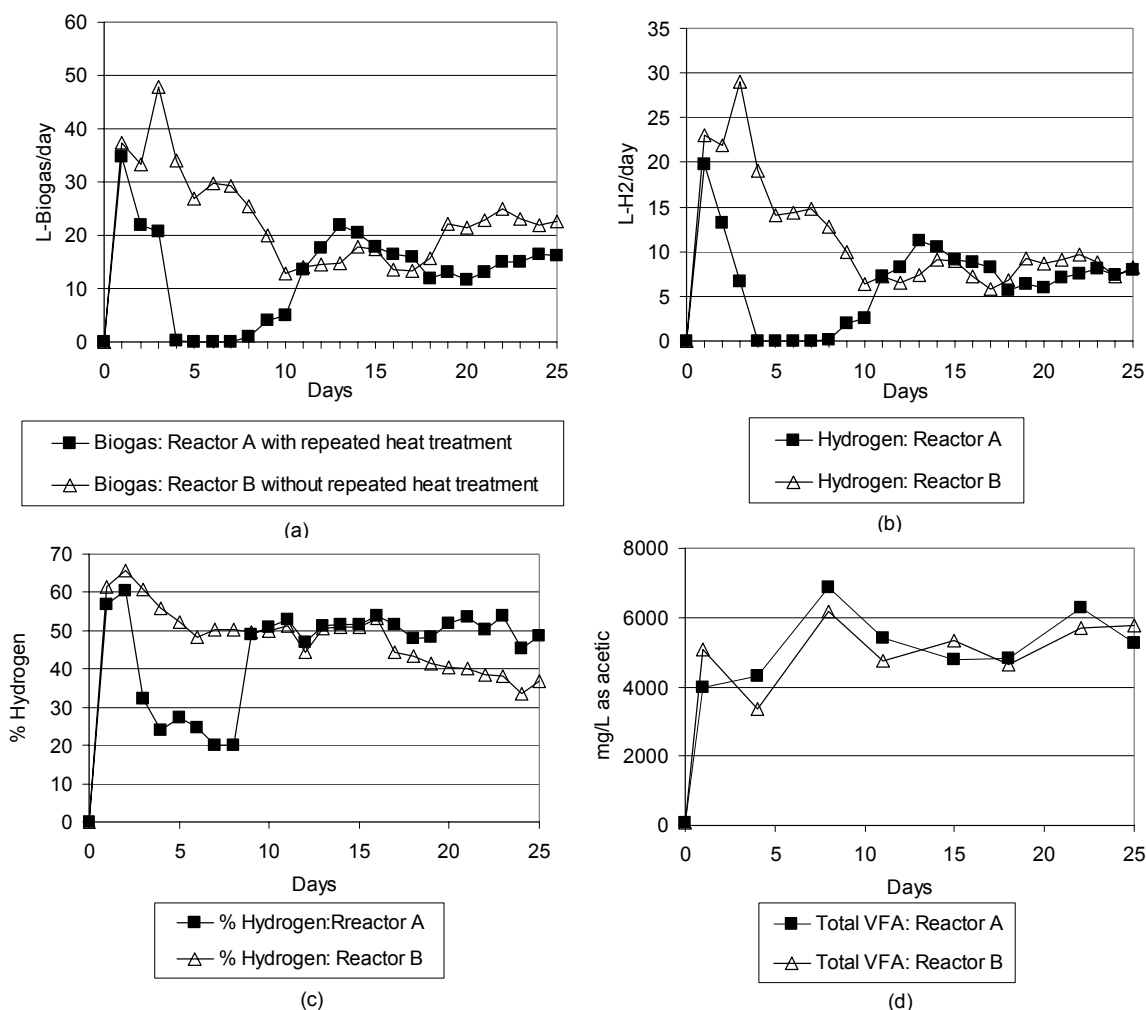 60
50
40
30
20
10
0
L-Biogas/day
0 5 10 15 20 25
Days
Biogas: Reactor A with repeated heat treatment
Biogas: Reactor B without repeated heat treatment
(a)
35
30
25
20
15
10
5
0
L-H2/day
0 5 10 15 20 25
Days
Hydrogen: Reactor A
Hydrogen: Reactor B
(b)
70
60
50
40
30
20
10
0
% Hydrogen
0 5 10 15 20 25
Days
% Hydrogen:Rreactor A
% Hydrogen: Reactor B
(c)
8000
6000
4000
2000
0
mg/L as acetic
0 5 10 15 20 25
Days
Total VFA: Reactor A
Total VFA: Reactor B
(d)